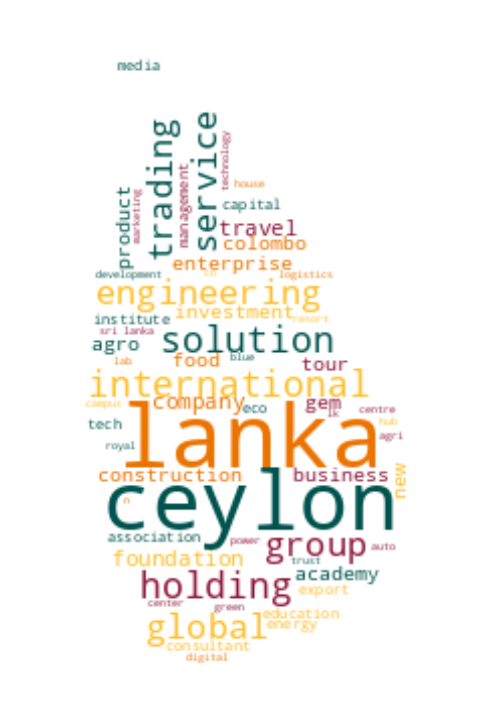 media
trading
service
technology
management
marketing
product
house
capital
travel
colombo
enterprise
development
co
logistics
engineering
investment
resort
institute
sri lanka
solution
agro
blue
food
lab
tour
international
campus
company
eco
gem
lk
centre
hub
tech
lanka
agri
royal
construction
business
new
ceylon
n
association
power
group
auto
foundation
trust
academy
holding
export
center
green
education
global
energy
consultant
digital